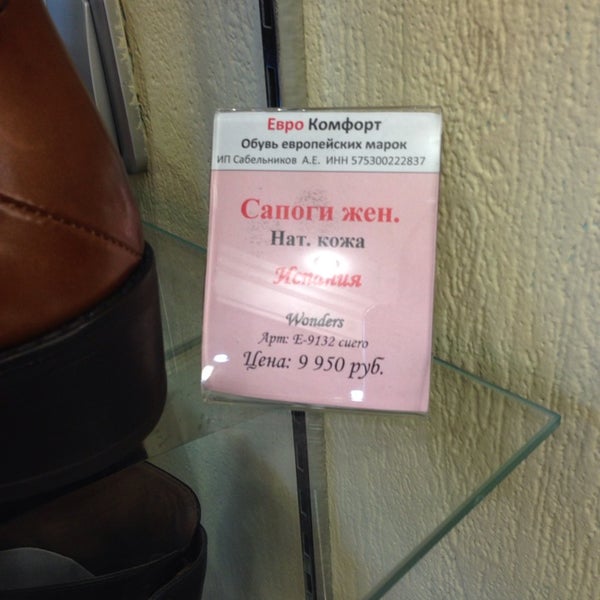 Евро Комфорт
Обувь европейских марок
ИП Сабельников А.Е. ИНН 575300222837
Сапоги жен.
Нат. кожа
Испания
Wonders
Арт: E-9132 cuero
Цена: 9 950 руб.